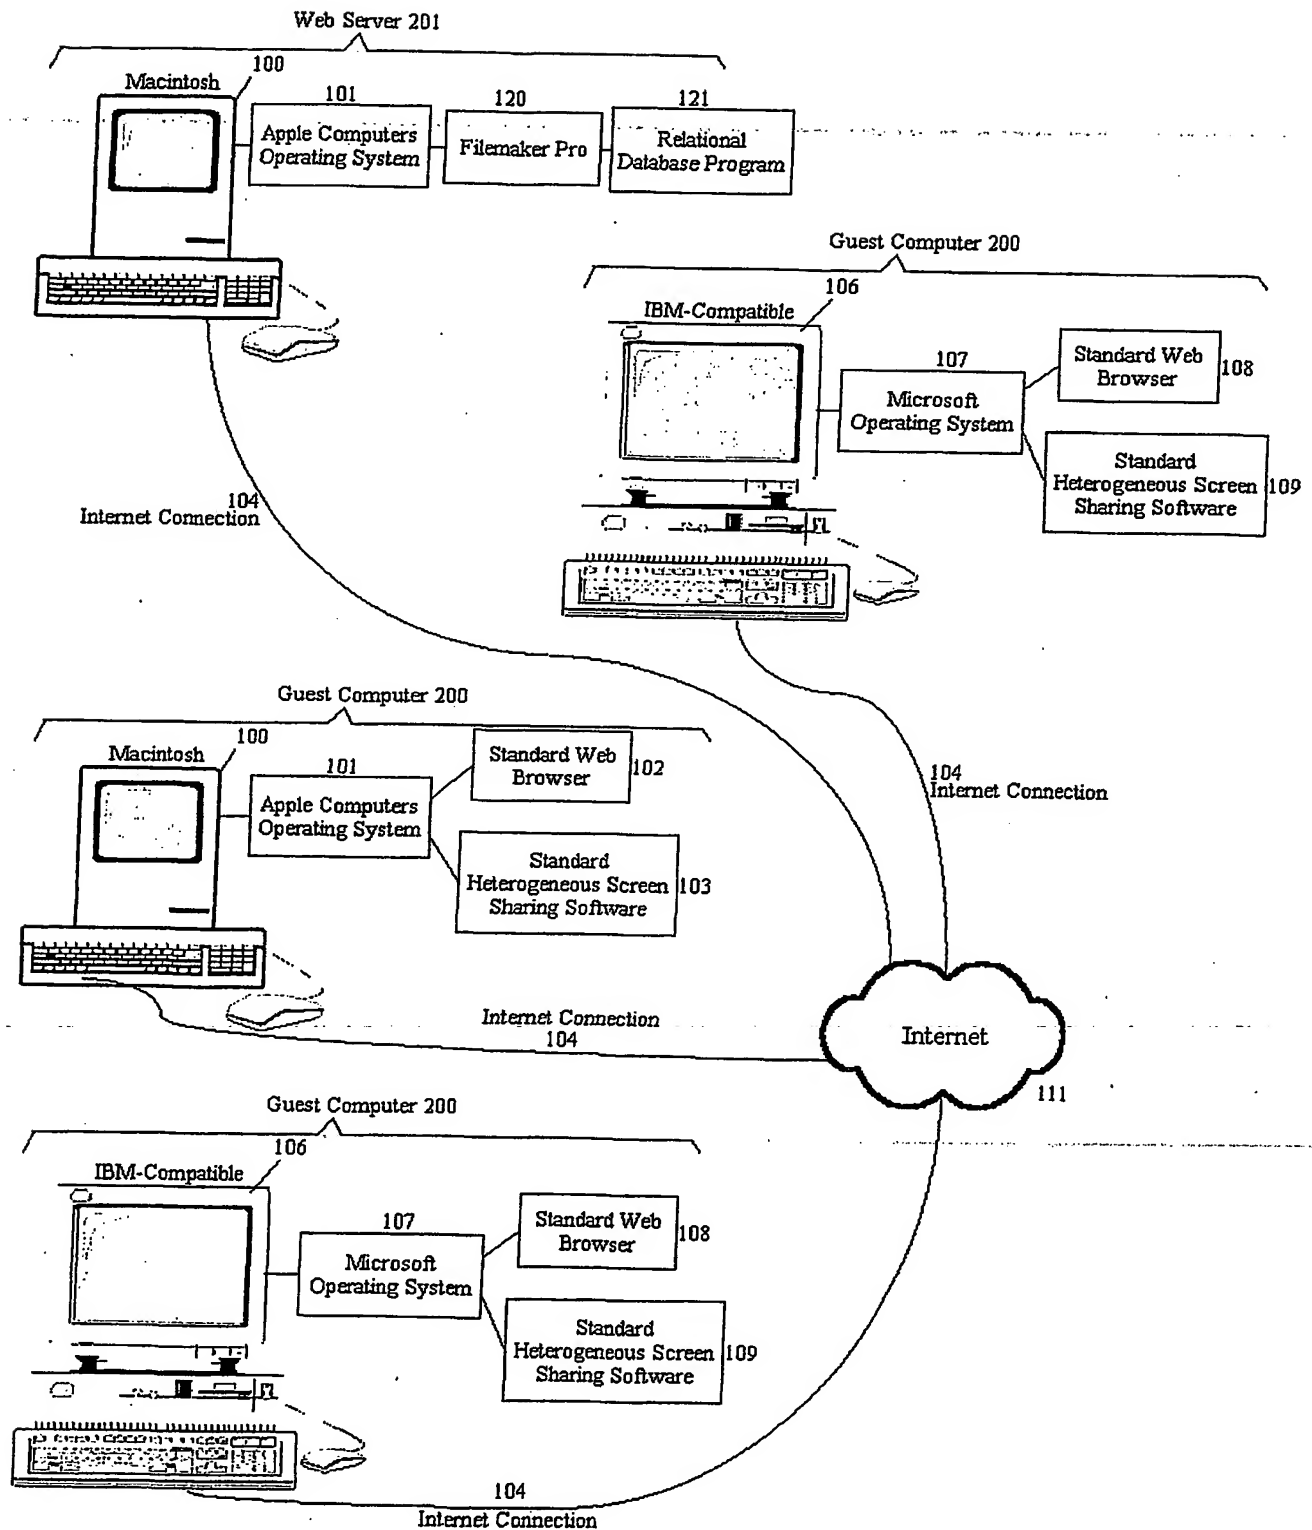 Web Server 201
Macintosh
100
101
Apple Computers
Operating System
120
Filemaker Pro
121
Relational
Database Program
Guest Computer 200
IBM-Compatible
106
107
Microsoft
Operating System
Standard Web
Browser
108
Standard
Heterogeneous Screen
Sharing Software
109
104
Internet Connection
104
Internet Connection
Guest Computer 200
Macintosh
100
101
Apple Computers
Operating System
Standard Web
Browser
102
Standard
Heterogeneous Screen
Sharing Software
103
Internet Connection
104
Internet
111
Guest Computer 200
IBM-Compatible
106
107
Microsoft
Operating System
Standard Web
Browser
108
Standard
Heterogeneous Screen
Sharing Software
109
104
Internet Connection